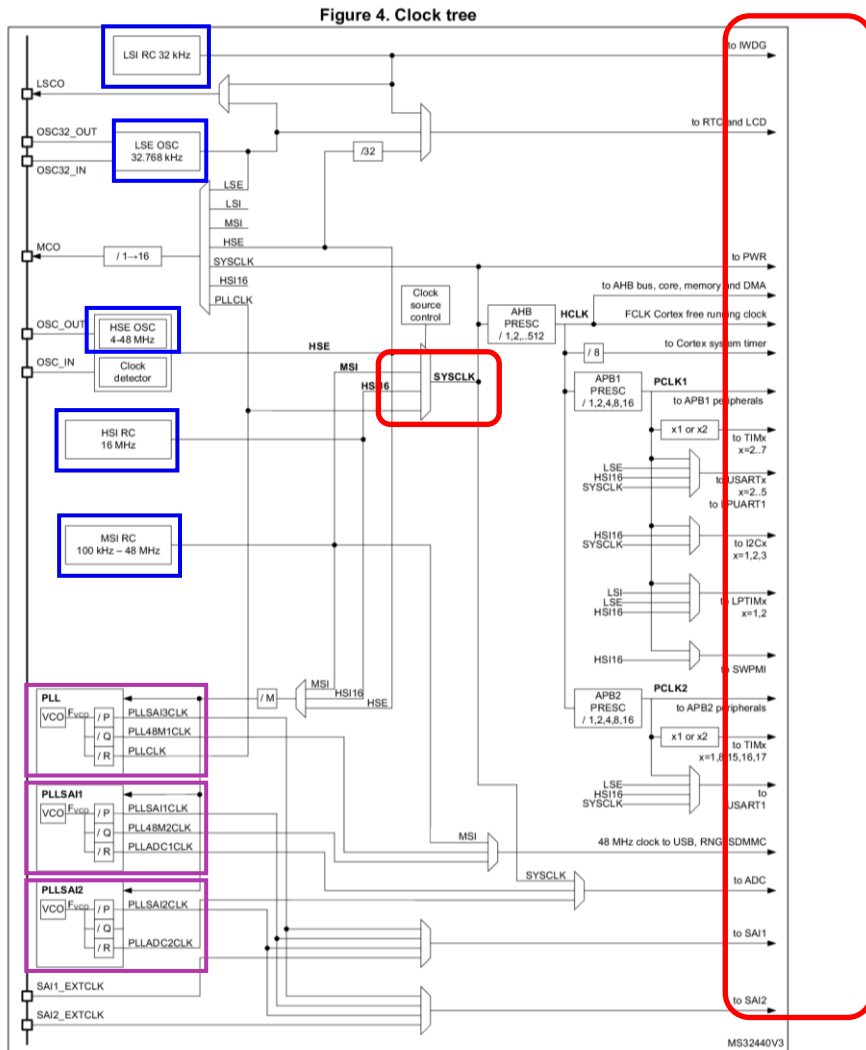 Figure 4. Clock tree
LSI RC 32 kHz
to IWDG
LSCO
OSC32_OUT
LSE OSC
32.768 kHz
/32
to RTC and LCD
OSC32_IN
LSE
LSI
MSI
MCO
/ 1→16
HSE
SYSCLK
to PWR
HSI16
PLLCLK
Clock
source
control
to AHB bus, core, memory and DMA
AHB
PRESC
/ 1,2,..512
HCLK
FCLK Cortex free running clock
OSC_OUT
HSE OSC
4-48 MHz
HSE
/ 8
to Cortex system timer
OSC_IN
Clock
detector
MSI
SYSCLK
HSI16
APB1
PRESC
/ 1,2,4,8,16
PCLK1
to APB1 peripherals
HSI RC
16 MHz
x1 or x2
to TIMx
x=2..7
LSE
HSI16
SYSCLK
to USARTx
x=2..5
to LPUART1
MSI RC
100 kHz – 48 MHz
HSI16
SYSCLK
to I2Cx
x=1,2,3
LSI
LSE
HSI16
to LPTIMx
x=1,2
HSI16
to SWPMI
/ M
MSI
HSI16
HSE
PLL
VCO
FVCO
/ P
PLLSAI3CLK
/ Q
PLL48M1CLK
/ R
PLLCLK
APB2
PRESC
/ 1,2,4,8,16
PCLK2
to APB2 peripherals
x1 or x2
to TIMx
x=1,8,15,16,17
LSE
HSI16
SYSCLK
to
USART1
PLLSAI1
VCO
FVCO
/ P
PLLSAI1CLK
/ Q
PLL48M2CLK
/ R
PLLADC1CLK
MSI
48 MHz clock to USB, RNG, SDMMC
SYSCLK
to ADC
PLLSAI2
VCO
FVCO
/ P
PLLSAI2CLK
/ Q
/ R
PLLADC2CLK
to SAI1
SAI1_EXTCLK
to SAI2
SAI2_EXTCLK
MS32440V3